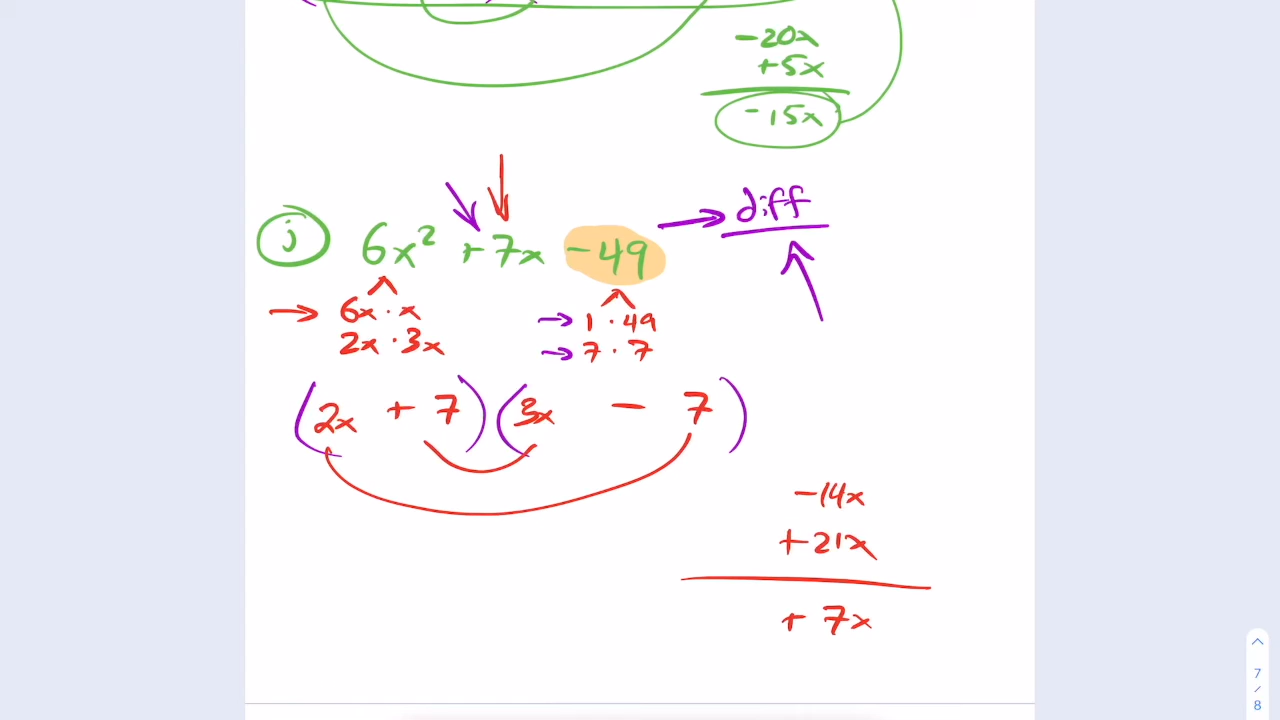 -20x
+5x
-15x
diff
j 6x² +7x -49
→ 6x · x → 1 · 49
2x · 3x → 7 · 7
(2x + 7)(3x - 7)
-14x
+21x
+ 7x
7
/
8